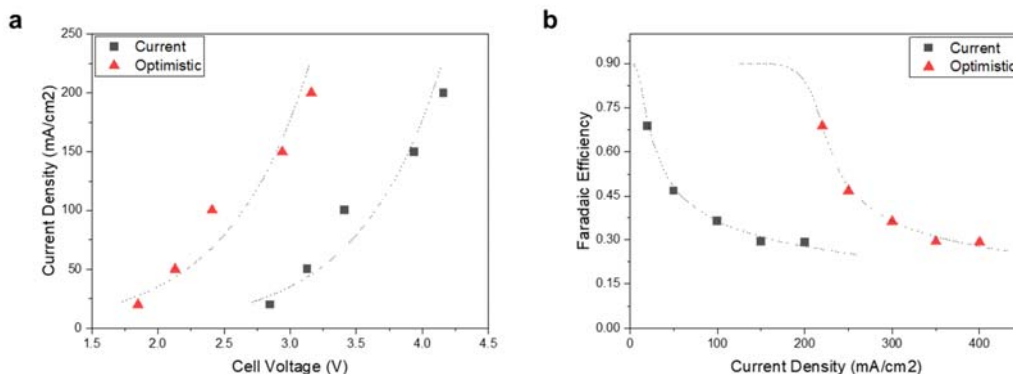 a
Current
Optimistic
Current Density (mA/cm2)
250
200
150
100
50
0
1.5 2.0 2.5 3.0 3.5 4.0 4.5
Cell Voltage (V)
b
Current
Optimistic
Faradaic Efficiency
0.90
0.75
0.60
0.45
0.30
0.15
0.00
0 100 200 300 400
Current Density (mA/cm2)